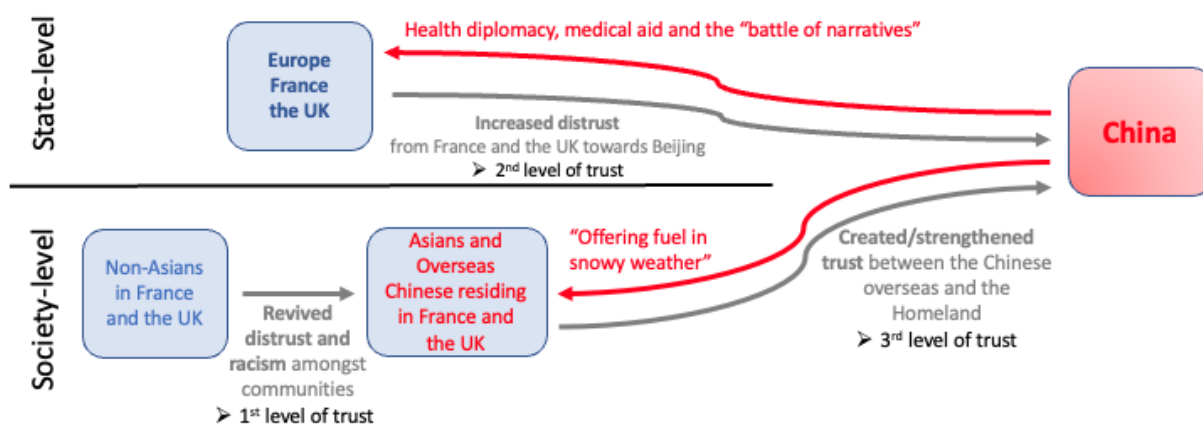 State-level
Health diplomacy, medical aid and the “battle of narratives”
Europe
France
the UK
Increased distrust
from France and the UK towards Beijing
➢ 2nd level of trust
China
Society-level
Non-Asians
in France
and the UK
Revived
distrust and
racism amongst
communities
➢ 1st level of trust
Asians and
Overseas
Chinese residing
in France and
the UK
“Offering fuel in
snowy weather”
Created/strengthened
trust between the Chinese
overseas and the
Homeland
➢ 3rd level of trust